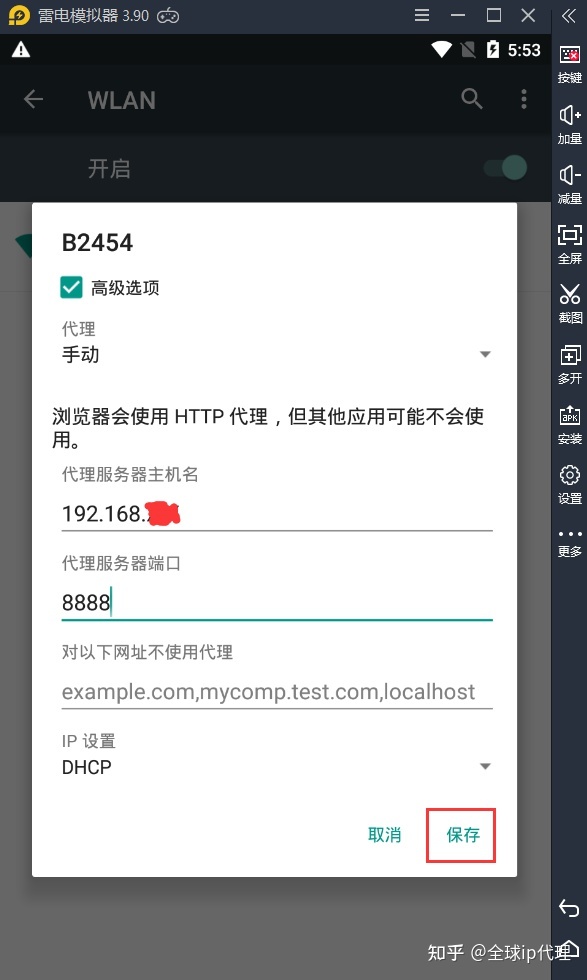 雷电模拟器 3.90
5:53
WLAN
开启
B2454
高级选项
代理
手动
浏览器会使用 HTTP 代理，但其他应用可能不会使
用。
代理服务器主机名
192.168.
代理服务器端口
8888
对以下网址不使用代理
example.com,mycomp.test.com,localhost
IP 设置
DHCP
取消
保存
按键
加量
减量
全屏
截图
多开
APK
安装
设置
更多
知乎 @全球ip代理